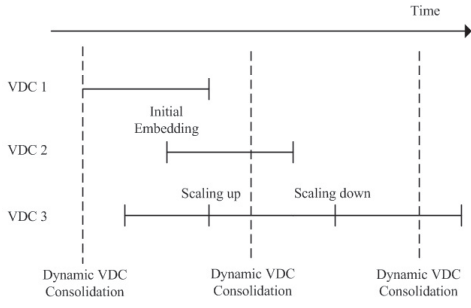 Time
VDC 1
Initial
Embedding
VDC 2
Scaling up
Scaling down
VDC 3
Dynamic VDC
Consolidation
Dynamic VDC
Consolidation
Dynamic VDC
Consolidation